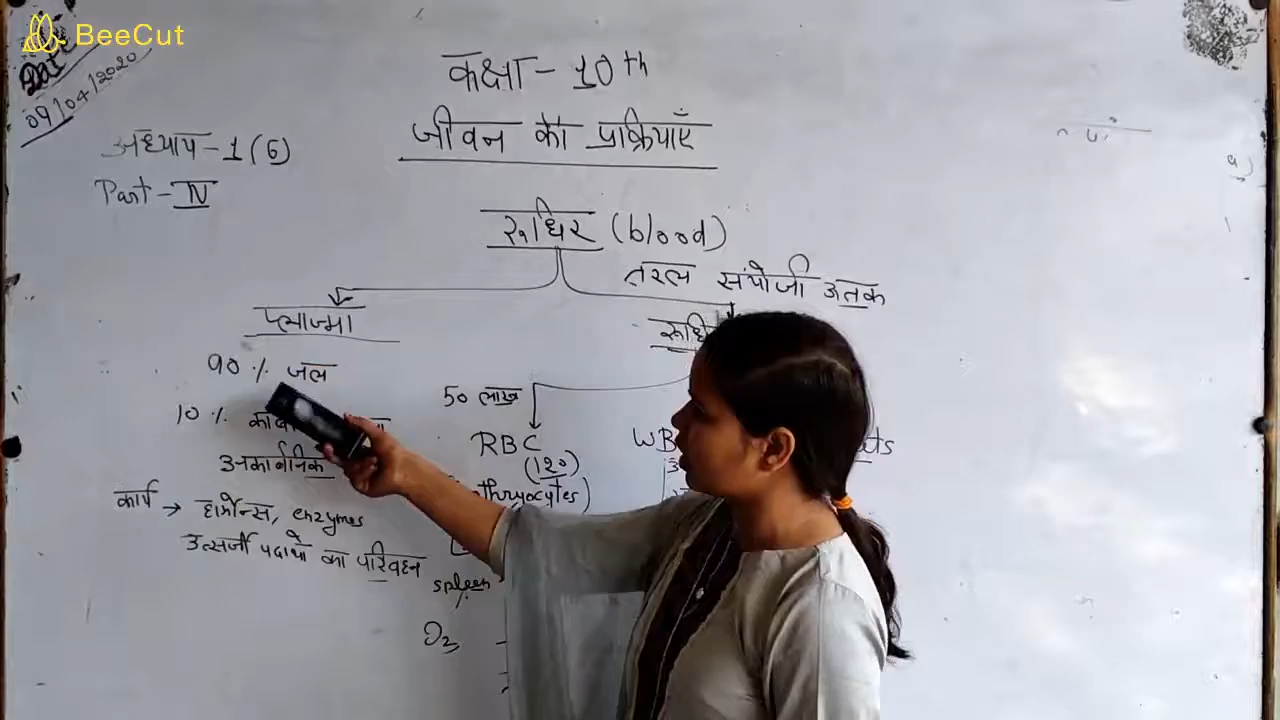 BeeCut
09/04/2020
कक्षा - 10th
जीवन की प्रक्रियाएँ
अध्याय - 1 (6)
Part - IV
रुधिर (blood)
तरल संयोजी ऊतक
प्लाज्मा
90 % जल
50 लाख
10 %
RBC
(120)
अकार्बनिक
कार्य → हार्मोन्स, enzymes
उत्सर्जी पदार्थो का परिवहन
spleen
O2